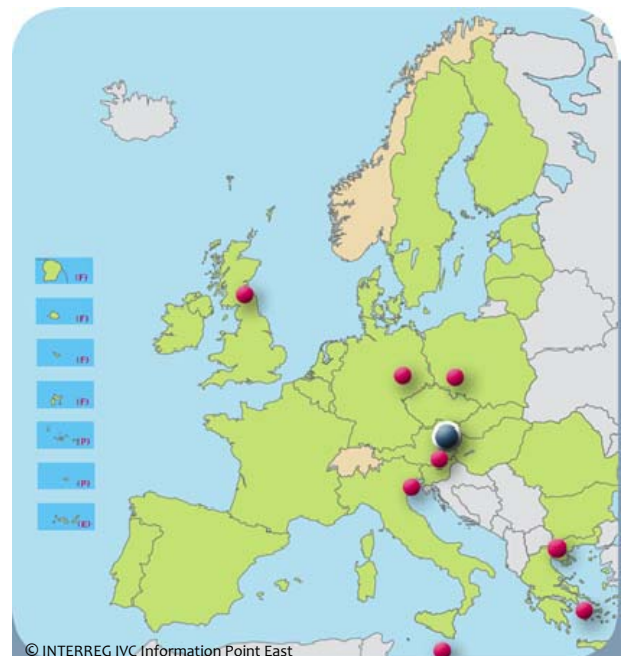 (F)
(F)
(F)
(F)
(P)
(P)
(E)
© INTERREG IVC Information Point East